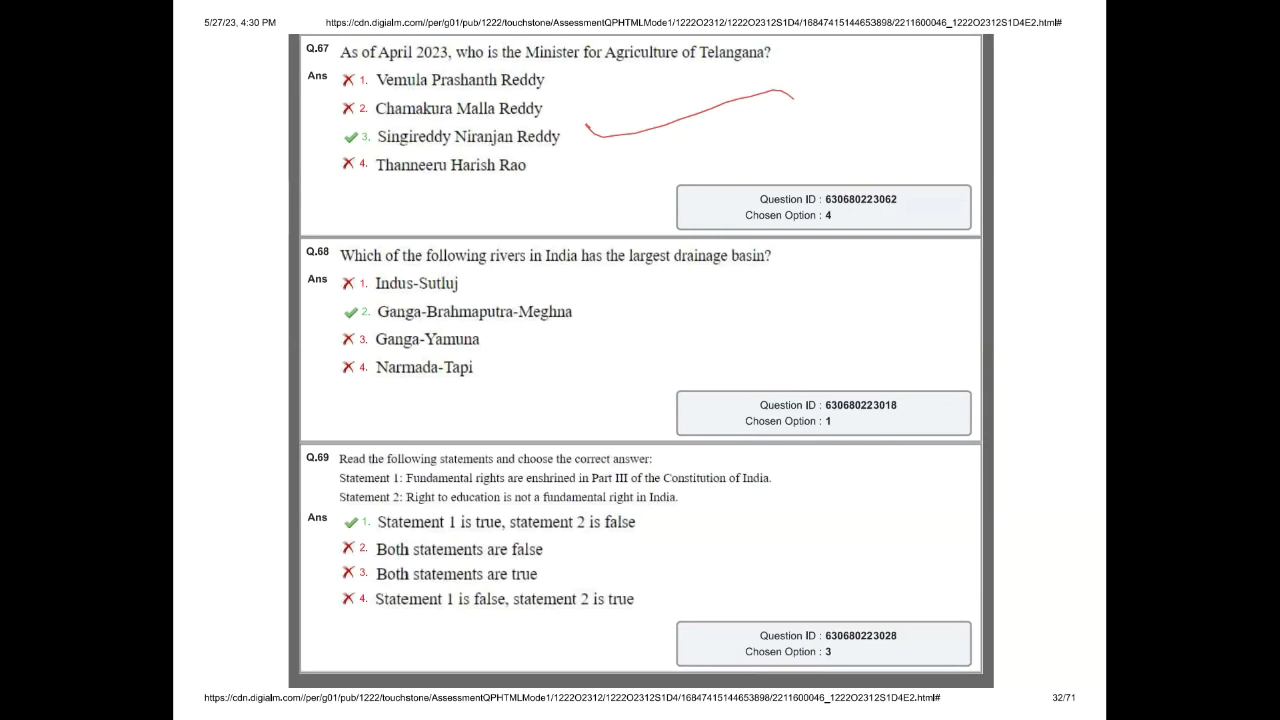 5/27/23, 4:30 PM https://cdn.digialm.com//per/g01/pub/1222/touchstone/AssessmentQPHTMLMode1/1222O2312/1222O2312S1D4/16847415144653898/2211600046_1222O2312S1D4E2.html#
Q.67 As of April 2023, who is the Minister for Agriculture of Telangana?
Ans 1. Vemula Prashanth Reddy
2. Chamakura Malla Reddy
3. Singireddy Niranjan Reddy
4. Thanneeru Harish Rao
Question ID : 630680223062
Chosen Option : 4
Q.68 Which of the following rivers in India has the largest drainage basin?
Ans 1. Indus-Sutluj
2. Ganga-Brahmaputra-Meghna
3. Ganga-Yamuna
4. Narmada-Tapi
Question ID : 630680223018
Chosen Option : 1
Q.69 Read the following statements and choose the correct answer:
Statement 1: Fundamental rights are enshrined in Part III of the Constitution of India.
Statement 2: Right to education is not a fundamental right in India.
Ans 1. Statement 1 is true, statement 2 is false
2. Both statements are false
3. Both statements are true
4. Statement 1 is false, statement 2 is true
Question ID : 630680223028
Chosen Option : 3
https://cdn.digialm.com//per/g01/pub/1222/touchstone/AssessmentQPHTMLMode1/1222O2312/1222O2312S1D4/16847415144653898/2211600046_1222O2312S1D4E2.html# 32/71